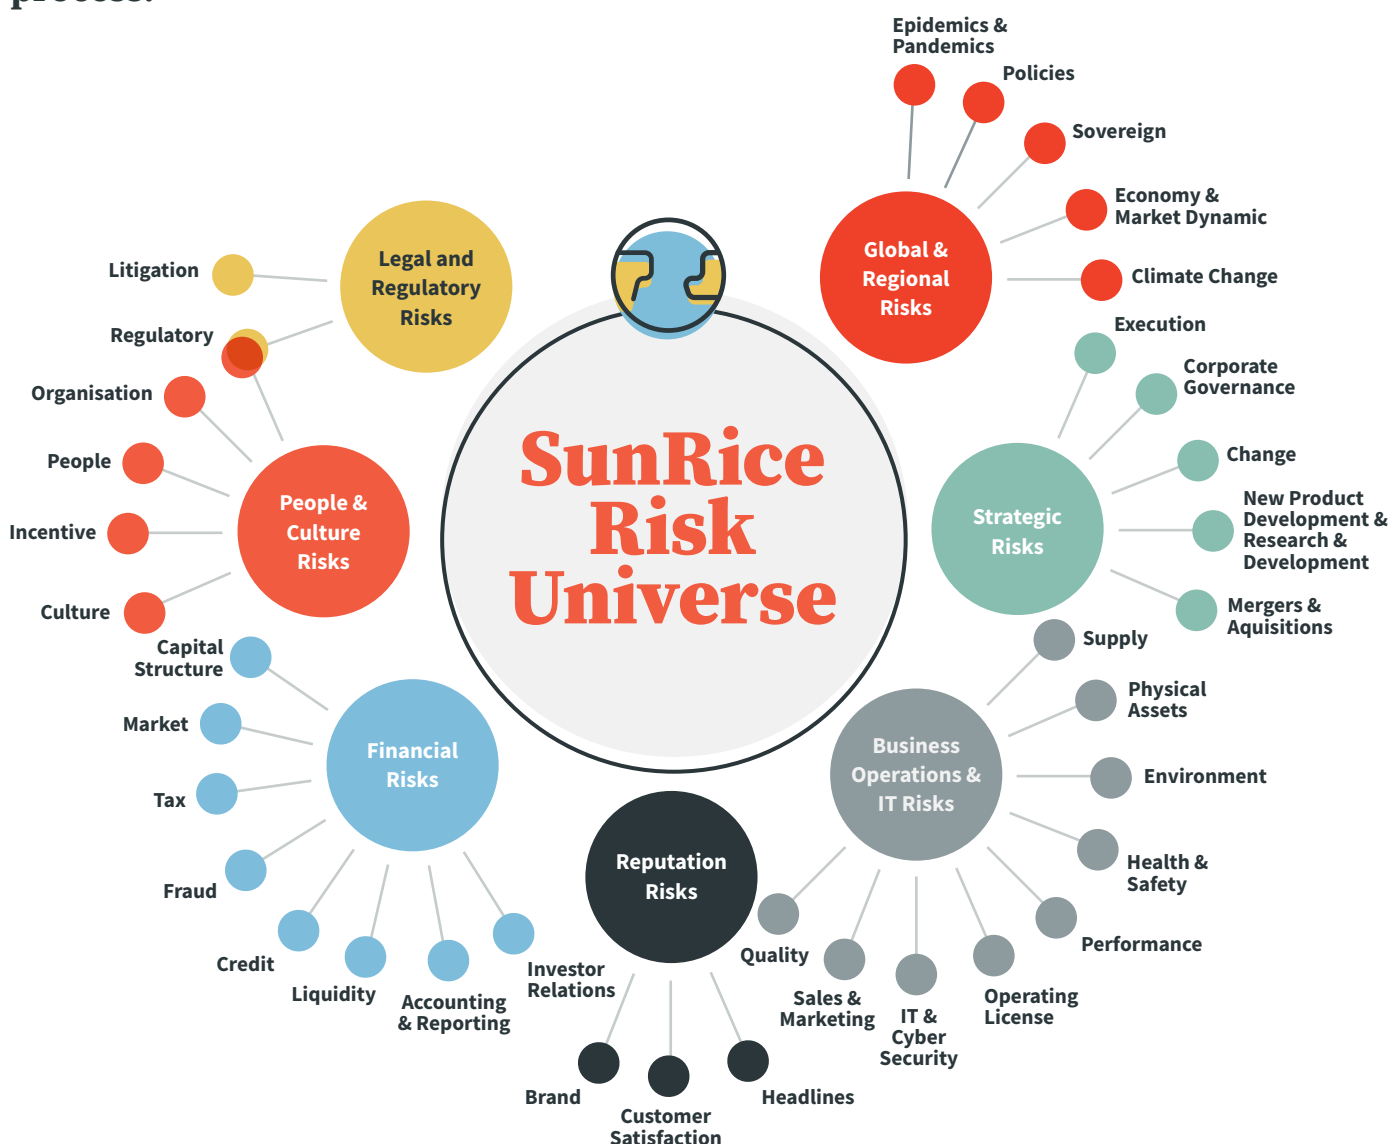 process.
Epidemics &
Pandemics
Policies
Sovereign
Economy &
Market Dynamic
Climate Change
Global &
Regional
Risks
Legal and
Regulatory
Risks
Litigation
Regulatory
Organisation
People
Incentive
Culture
People &
Culture
Risks
SunRice
Risk
Universe
Execution
Corporate
Governance
Change
New Product
Development &
Research &
Development
Mergers &
Aquisitions
Strategic
Risks
Capital
Structure
Market
Tax
Fraud
Credit
Liquidity
Accounting
& Reporting
Investor
Relations
Financial
Risks
Reputation
Risks
Brand
Customer
Satisfaction
Headlines
Business
Operations &
IT Risks
Supply
Physical
Assets
Environment
Health &
Safety
Performance
Operating
License
IT &
Cyber
Security
Sales &
Marketing
Quality